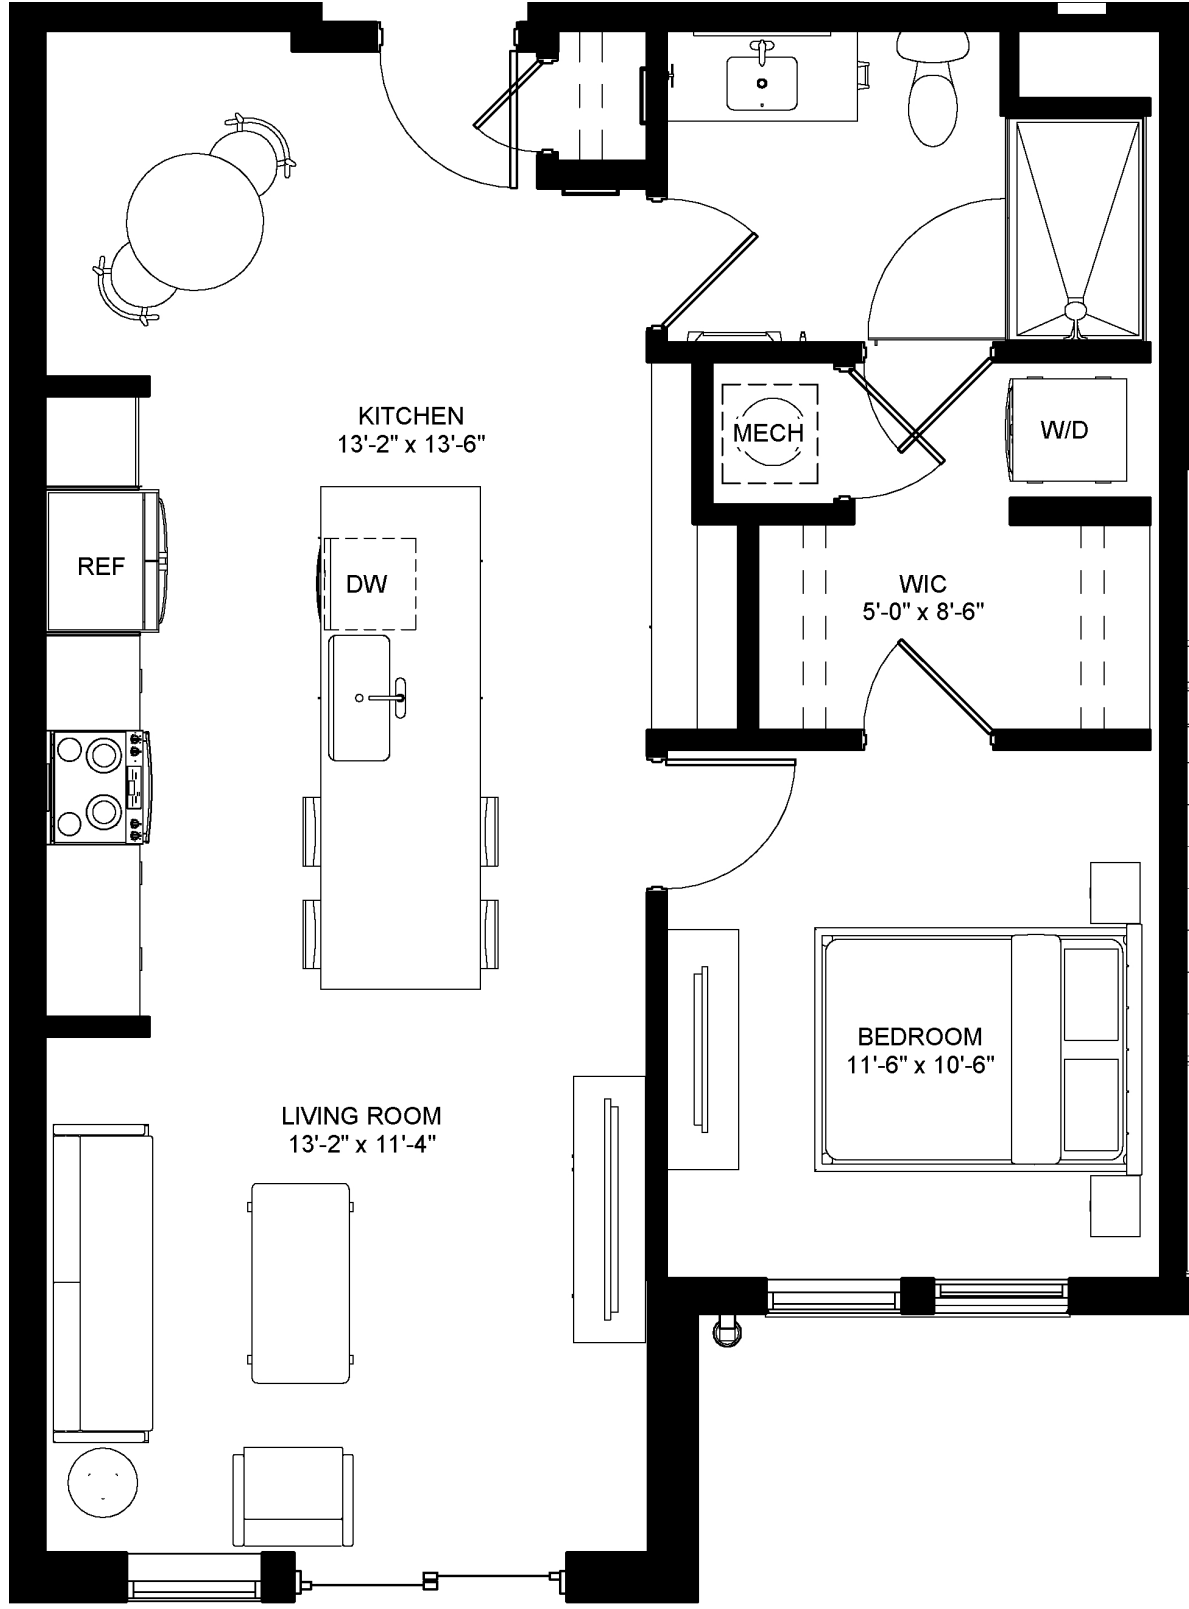 KITCHEN
13'-2" x 13'-6"
MECH
W/D
REF
DW
WIC
5'-0" x 8'-6"
BEDROOM
11'-6" x 10'-6"
LIVING ROOM
13'-2" x 11'-4"